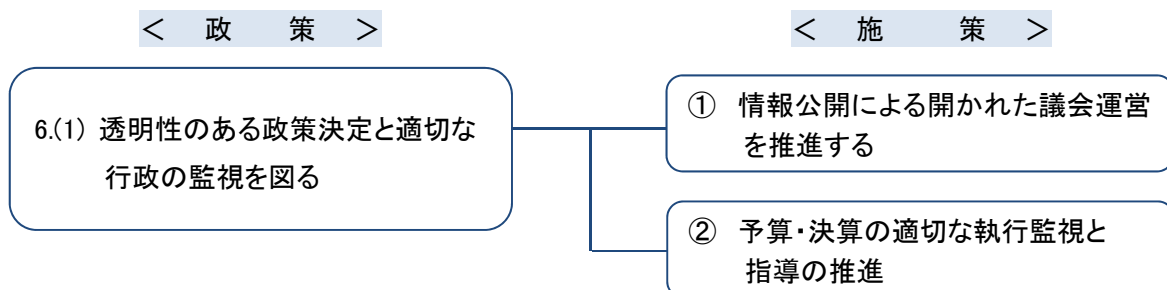 ＜　政　　策　＞
＜　施　　策　＞
6.(1) 透明性のある政策決定と適切な
行政の監視を図る
①　情報公開による開かれた議会運営
を推進する
②　予算・決算の適切な執行監視と
指導の推進